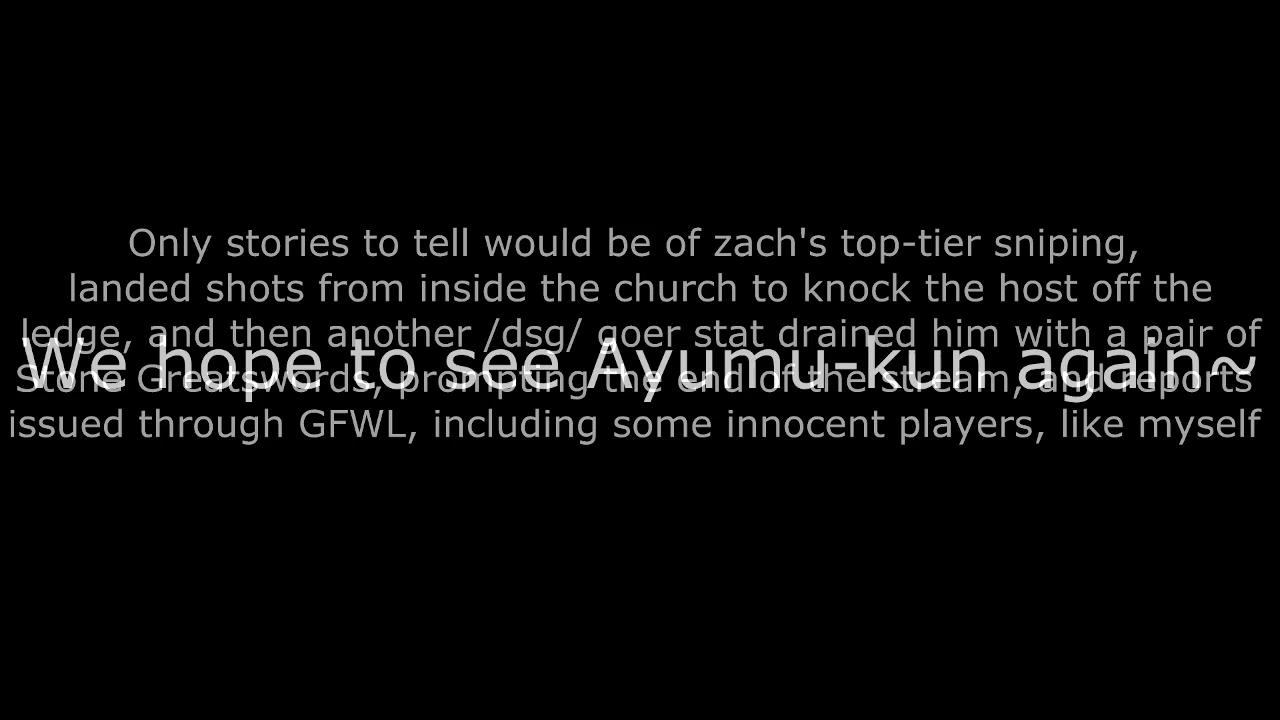 Only stories to tell would be of zach's top-tier sniping,
landed shots from inside the church to knock the host off the
ledge, and then another /dsg/ goer stat drained him with a pair of
We hope to see Ayumu-kun again~
Stone Greatswords, prompting the end of the stream, and reports
issued through GFWL, including some innocent players, like myself